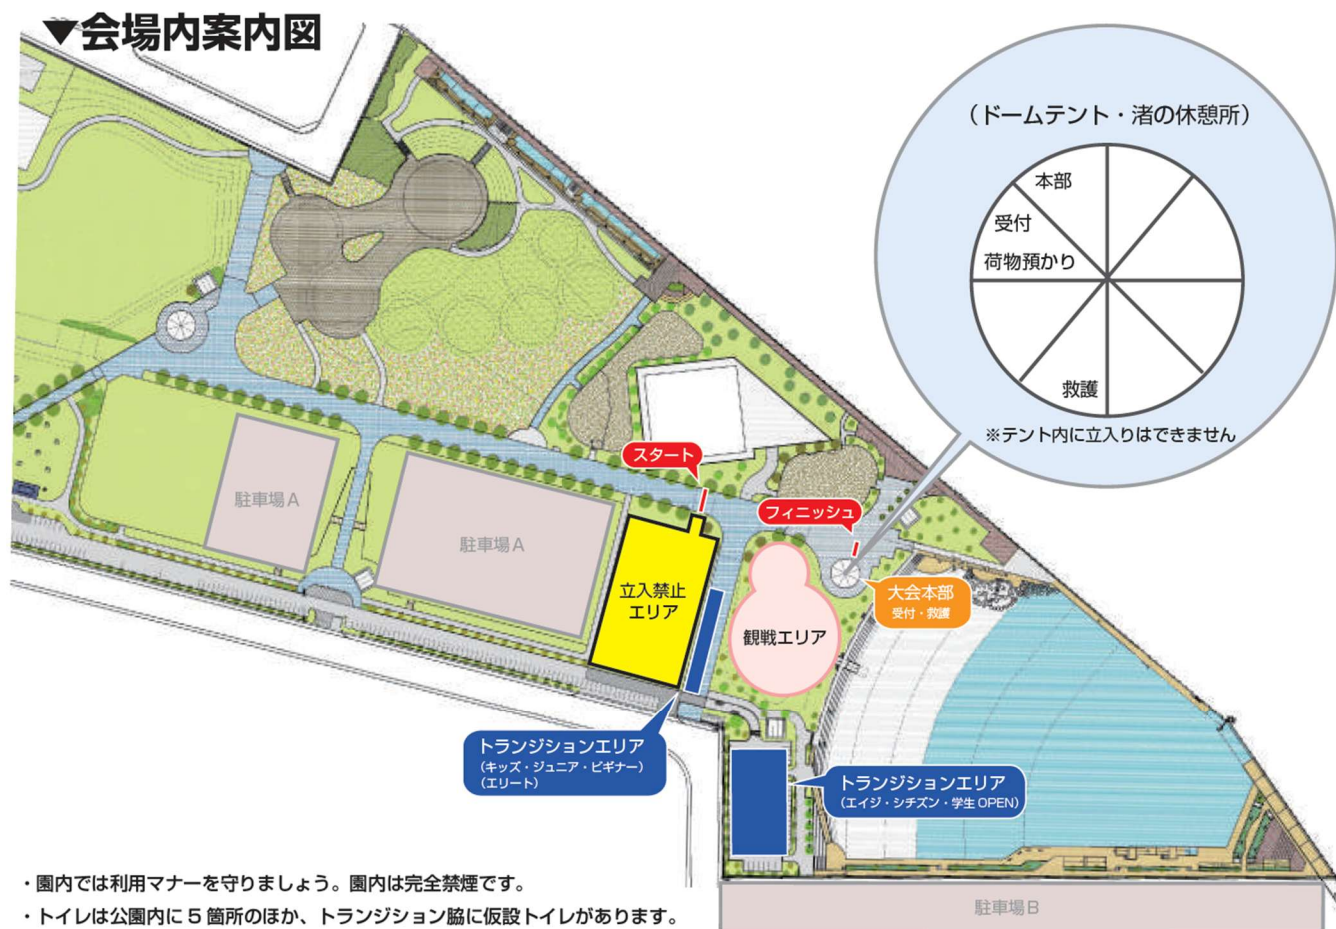 ▼会場内案内図
(ドームテント・渚の休憩所)
本部
受付
荷物預かり
救護
※テント内に立入りはできません
スタート
フィニッシュ
駐車場A
駐車場A
立入禁止
エリア
観戦エリア
大会本部
受付・救護
トランジションエリア
(キッズ・ジュニア・ビギナー)
(エリート)
トランジションエリア
(エイジ・シチズン・学生OPEN)
・園内では利用マナーを守りましょう。園内は完全禁煙です。
・トイレは公園内に5箇所のほか、トランジション脇に仮設トイレがあります。
駐車場B